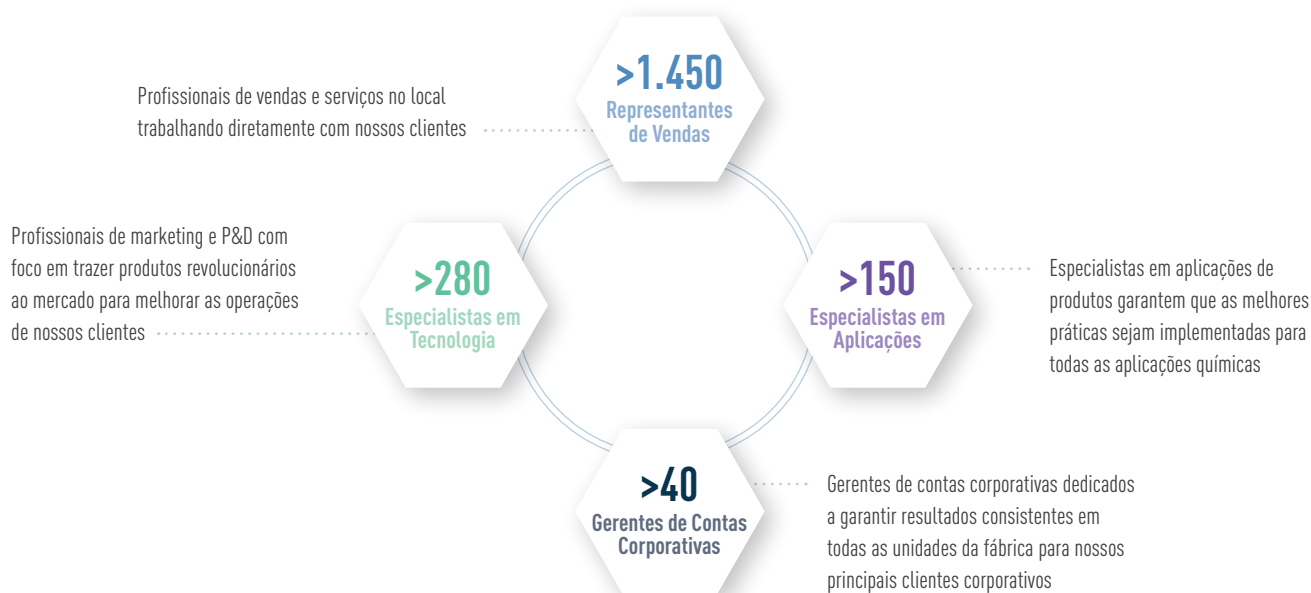 >1.450
Representantes
de Vendas
Profissionais de vendas e serviços no local
trabalhando diretamente com nossos clientes
Profissionais de marketing e P&D com
foco em trazer produtos revolucionários
ao mercado para melhorar as operações
de nossos clientes
>280
Especialistas em
Tecnologia
>150
Especialistas em
Aplicações
Especialistas em aplicações de
produtos garantem que as melhores
práticas sejam implementadas para
todas as aplicações químicas
>40
Gerentes de Contas
Corporativas
Gerentes de contas corporativas dedicados
a garantir resultados consistentes em
todas as unidades da fábrica para nossos
principais clientes corporativos